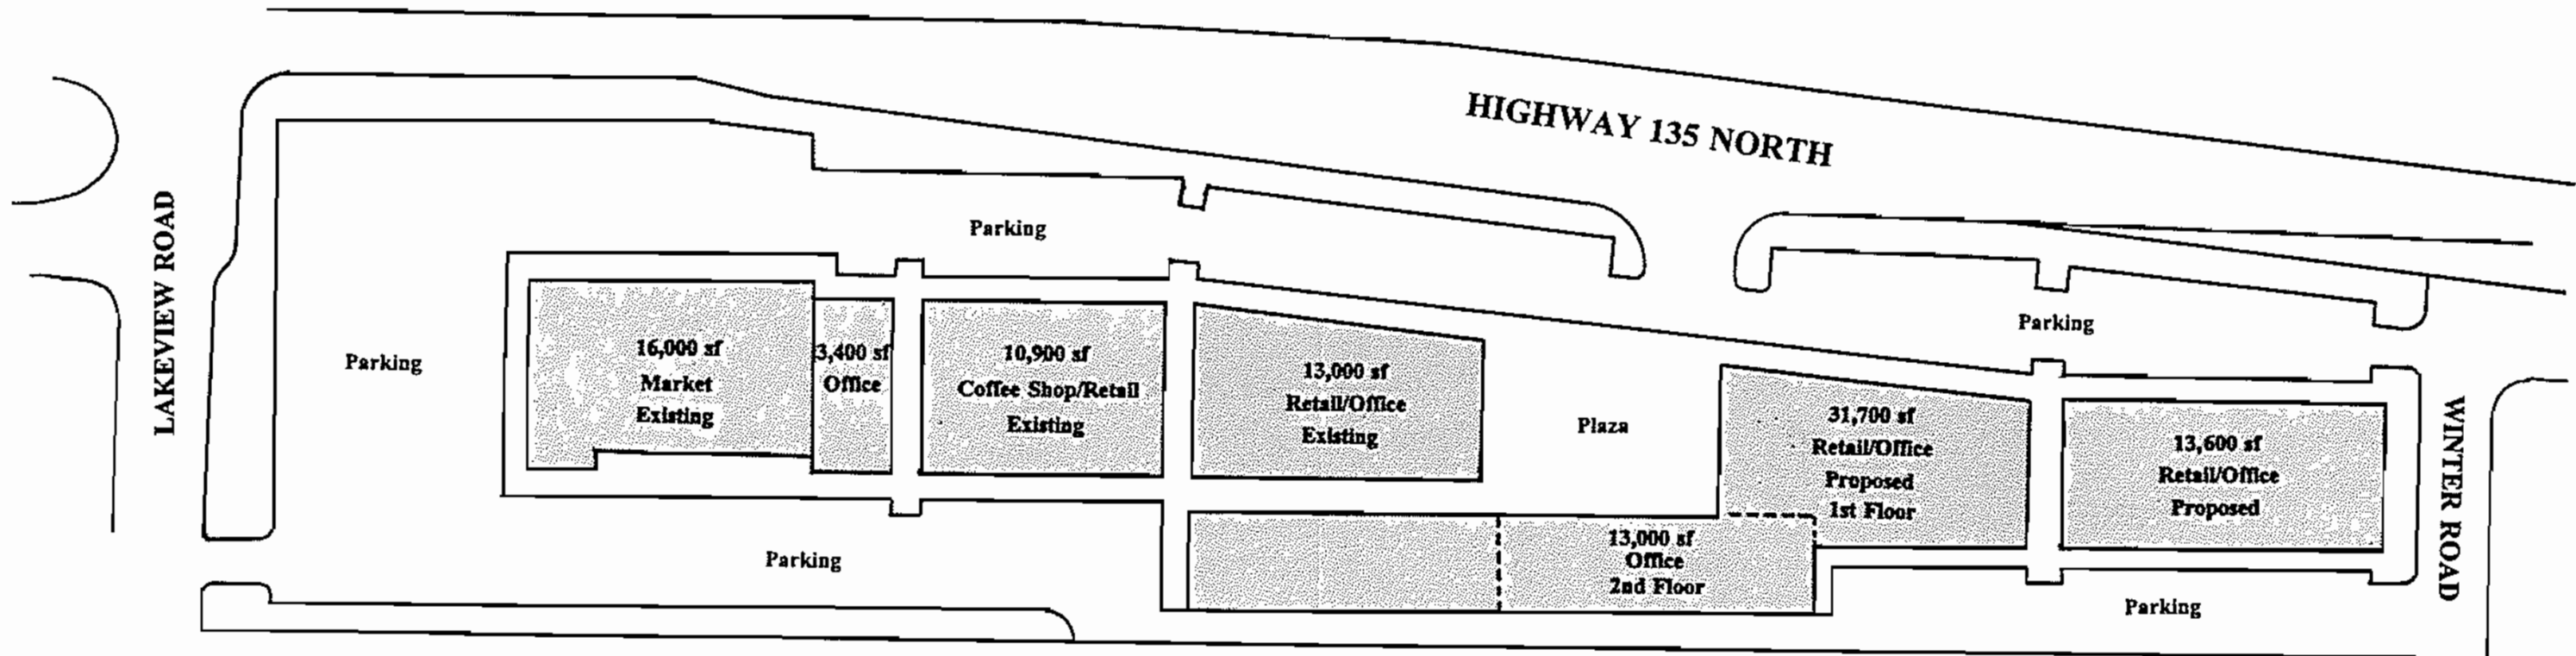 HIGHWAY 135 NORTH
LAKEVIEW ROAD
Parking
Parking
Parking
16,000 sf
Market
Existing
3,400 sf
Office
10,900 sf
Coffee Shop/Retail
Existing
13,000 sf
Retail/Office
Existing
Plaza
31,700 sf
Retail/Office
Proposed
1st Floor
13,600 sf
Retail/Office
Proposed
WINTER ROAD
13,000 sf
Office
2nd Floor
Parking
Parking